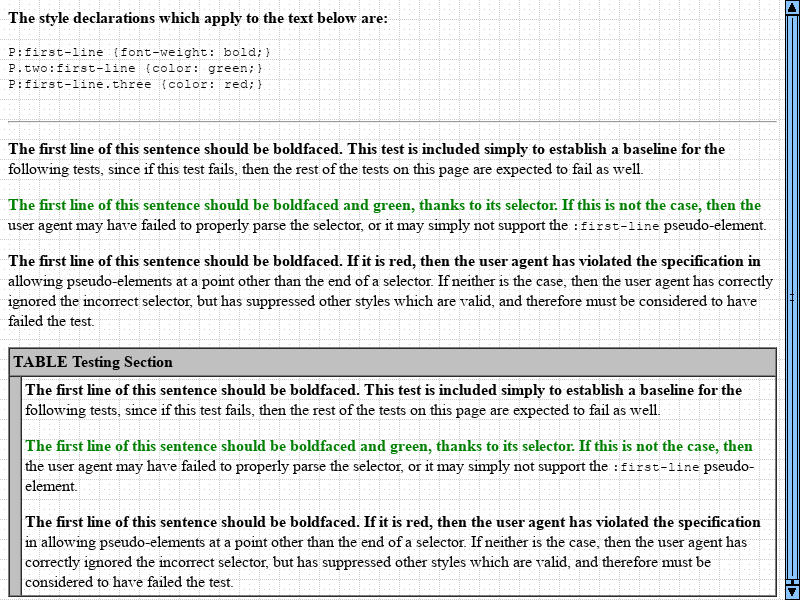 The style declarations which apply to the text below are:
P:first-line {font-weight: bold;}
P.two:first-line {color: green;}
P:first-line.three {color: red;}
The first line of this sentence should be boldfaced. This test is included simply to establish a baseline for the
following tests, since if this test fails, then the rest of the tests on this page are expected to fail as well.
The first line of this sentence should be boldfaced and green, thanks to its selector. If this is not the case, then the
user agent may have failed to properly parse the selector, or it may simply not support the :first-line pseudo-element.
The first line of this sentence should be boldfaced. If it is red, then the user agent has violated the specification in
allowing pseudo-elements at a point other than the end of a selector. If neither is the case, then the user agent has correctly
ignored the incorrect selector, but has suppressed other styles which are valid, and therefore must be considered to have
failed the test.
TABLE Testing Section
The first line of this sentence should be boldfaced. This test is included simply to establish a baseline for the
following tests, since if this test fails, then the rest of the tests on this page are expected to fail as well.
The first line of this sentence should be boldfaced and green, thanks to its selector. If this is not the case, then
the user agent may have failed to properly parse the selector, or it may simply not support the :first-line pseudo-
element.
The first line of this sentence should be boldfaced. If it is red, then the user agent has violated the specification
in allowing pseudo-elements at a point other than the end of a selector. If neither is the case, then the user agent has
correctly ignored the incorrect selector, but has suppressed other styles which are valid, and therefore must be
considered to have failed the test.